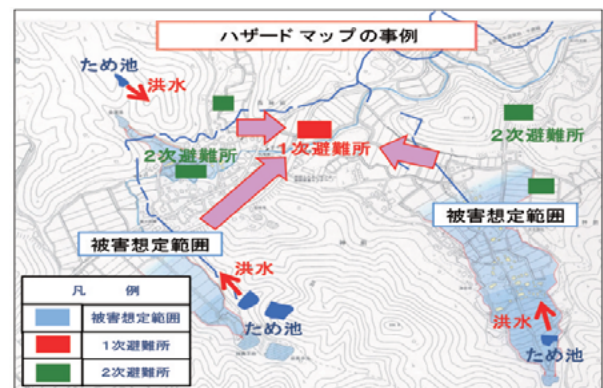 ハザードマップの事例
ため池
洪水
2次避難所
1次避難所
2次避難所
被害想定範囲
被害想定範囲
洪水
ため池
洪水
ため池
凡 例
被害想定範囲
1次避難所
2次避難所